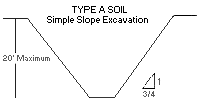 TYPE A SOIL
Simple Slope Excavation
20' Maximum
1
3/4